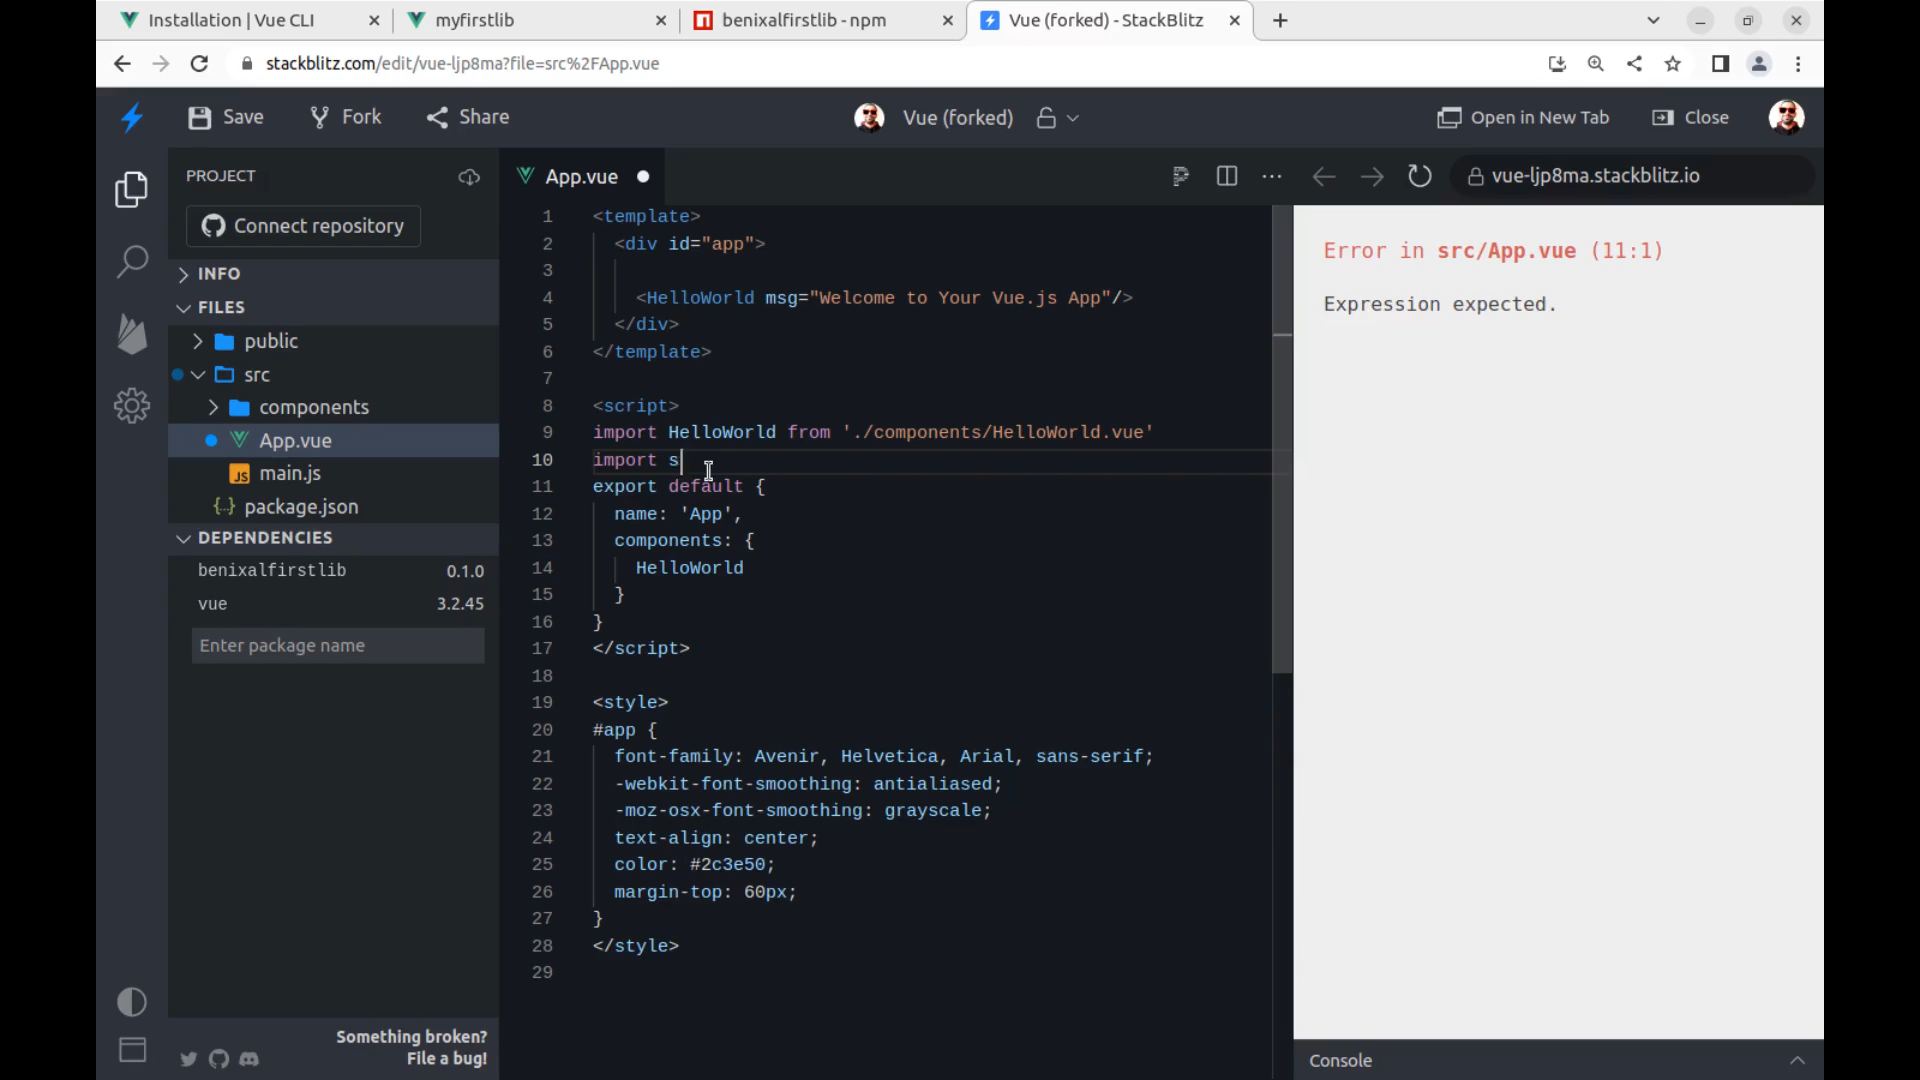 Installation | Vue CLI
myfirstlib
benixalfirstlib - npm
Vue (forked) - StackBlitz
stackblitz.com/edit/vue-ljp8ma?file=src%2FApp.vue
Save
Fork
Share
Vue (forked)
Open in New Tab
Close
PROJECT
Connect repository
INFO
FILES
public
src
components
App.vue
JS main.js
{..} package.json
DEPENDENCIES
benixalfirstlib 0.1.0
vue 3.2.45
Enter package name
Something broken?
File a bug!
App.vue
1 <template>
2 <div id="app">
3
4 <HelloWorld msg="Welcome to Your Vue.js App"/>
5 </div>
6 </template>
7
8 <script>
9 import HelloWorld from './components/HelloWorld.vue'
10 import s
11 export default {
12 name: 'App',
13 components: {
14 HelloWorld
15 }
16 }
17 </script>
18
19 <style>
20 #app {
21 font-family: Avenir, Helvetica, Arial, sans-serif;
22 -webkit-font-smoothing: antialiased;
23 -moz-osx-font-smoothing: grayscale;
24 text-align: center;
25 color: #2c3e50;
26 margin-top: 60px;
27 }
28 </style>
29
vue-ljp8ma.stackblitz.io
Error in src/App.vue (11:1)
Expression expected.
Console